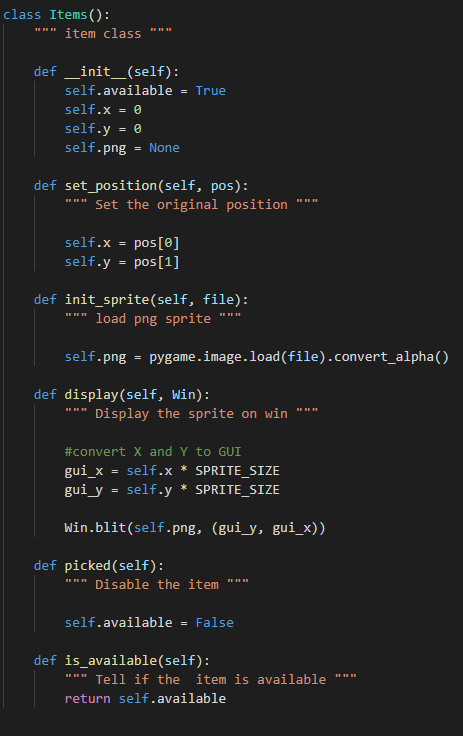 class Items():
    """ item class """

    def __init__(self):
        self.available = True
        self.x = 0
        self.y = 0
        self.png = None

    def set_position(self, pos):
        """ Set the original position """

        self.x = pos[0]
        self.y = pos[1]

    def init_sprite(self, file):
        """ load png sprite """

        self.png = pygame.image.load(file).convert_alpha()

    def display(self, Win):
        """ Display the sprite on win """

        #convert X and Y to GUI
        gui_x = self.x * SPRITE_SIZE
        gui_y = self.y * SPRITE_SIZE

        Win.blit(self.png, (gui_y, gui_x))

    def picked(self):
        """ Disable the item """

        self.available = False

    def is_available(self):
        """ Tell if the  item is available """
        return self.available